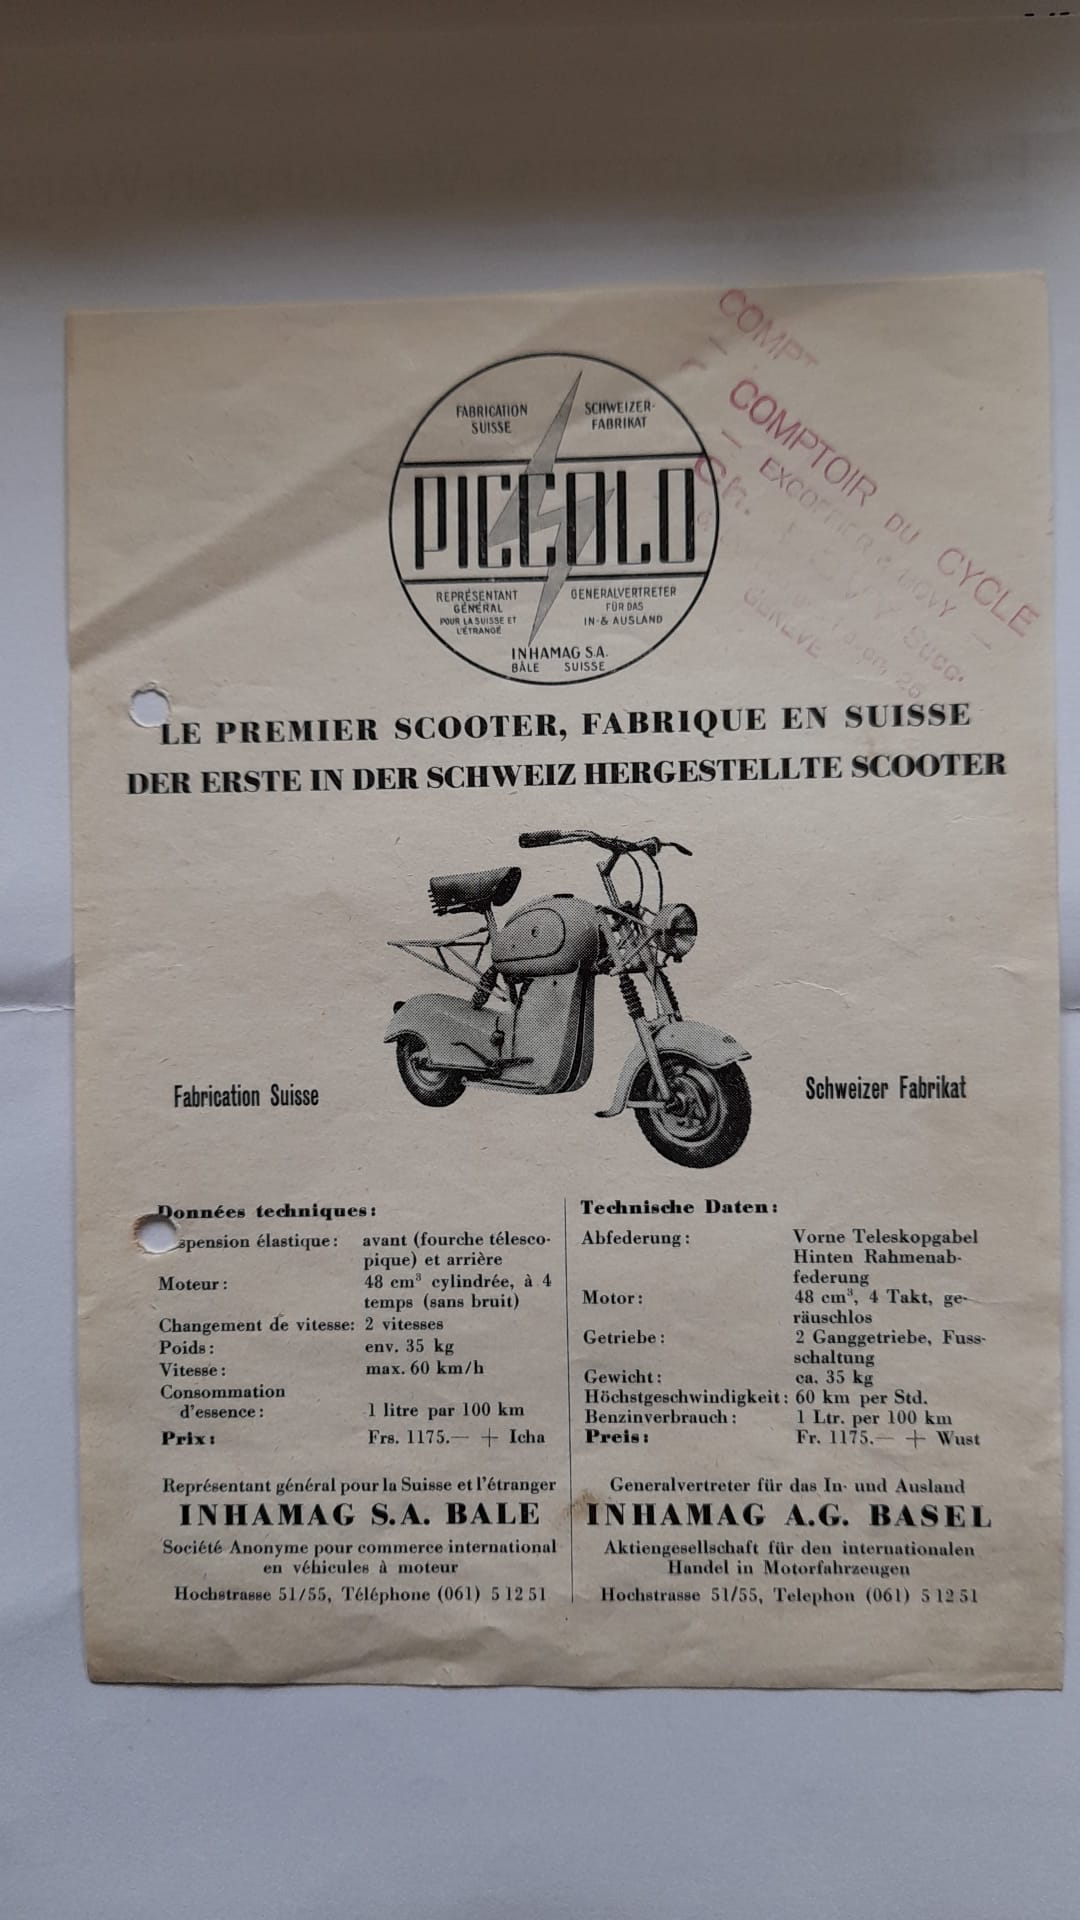 COMPT
COMPTOIR DU CYCLE
GENÈVE
FABRICATION
SUISSE
SCHWEIZER-
FABRIKAT
PICCOLO
REPRÉSENTANT
GÉNÉRAL
POUR LA SUISSE ET
L'ÉTRANGÉ
GENERALVERTRETER
FÜR DAS
IN- & AUSLAND
INHAMAG S.A.
BÂLE SUISSE
LE PREMIER SCOOTER, FABRIQUE EN SUISSE
DER ERSTE IN DER SCHWEIZ HERGESTELLTE SCOOTER
Fabrication Suisse
Schweizer Fabrikat
Données techniques:
spension élastique: avant (fourche télesco-
pique) et arrière
Moteur: 48 cm³ cylindrée, à 4
temps (sans bruit)
Changement de vitesse: 2 vitesses
Poids: env. 35 kg
Vitesse: max. 60 km/h
Consommation
d'essence: 1 litre par 100 km
Prix: Frs. 1175.— + Icha
Représentant général pour la Suisse et l'étranger
INHAMAG S.A. BALE
Société Anonyme pour commerce international
en véhicules à moteur
Hochstrasse 51/55, Téléphone (061) 5 12 51
Technische Daten:
Abfederung: Vorne Teleskopgabel
Hinten Rahmenab-
federung
Motor: 48 cm³, 4 Takt, ge-
räuschlos
Getriebe: 2 Ganggetriebe, Fuss-
schaltung
Gewicht: ca. 35 kg
Höchstgeschwindigkeit: 60 km per Std.
Benzinverbrauch: 1 Ltr. per 100 km
Preis: Fr. 1175.— + Wust
Generalvertreter für das In- und Ausland
INHAMAG A.G. BASEL
Aktiengesellschaft für den internationalen
Handel in Motorfahrzeugen
Hochstrasse 51/55, Telephon (061) 5 12 51